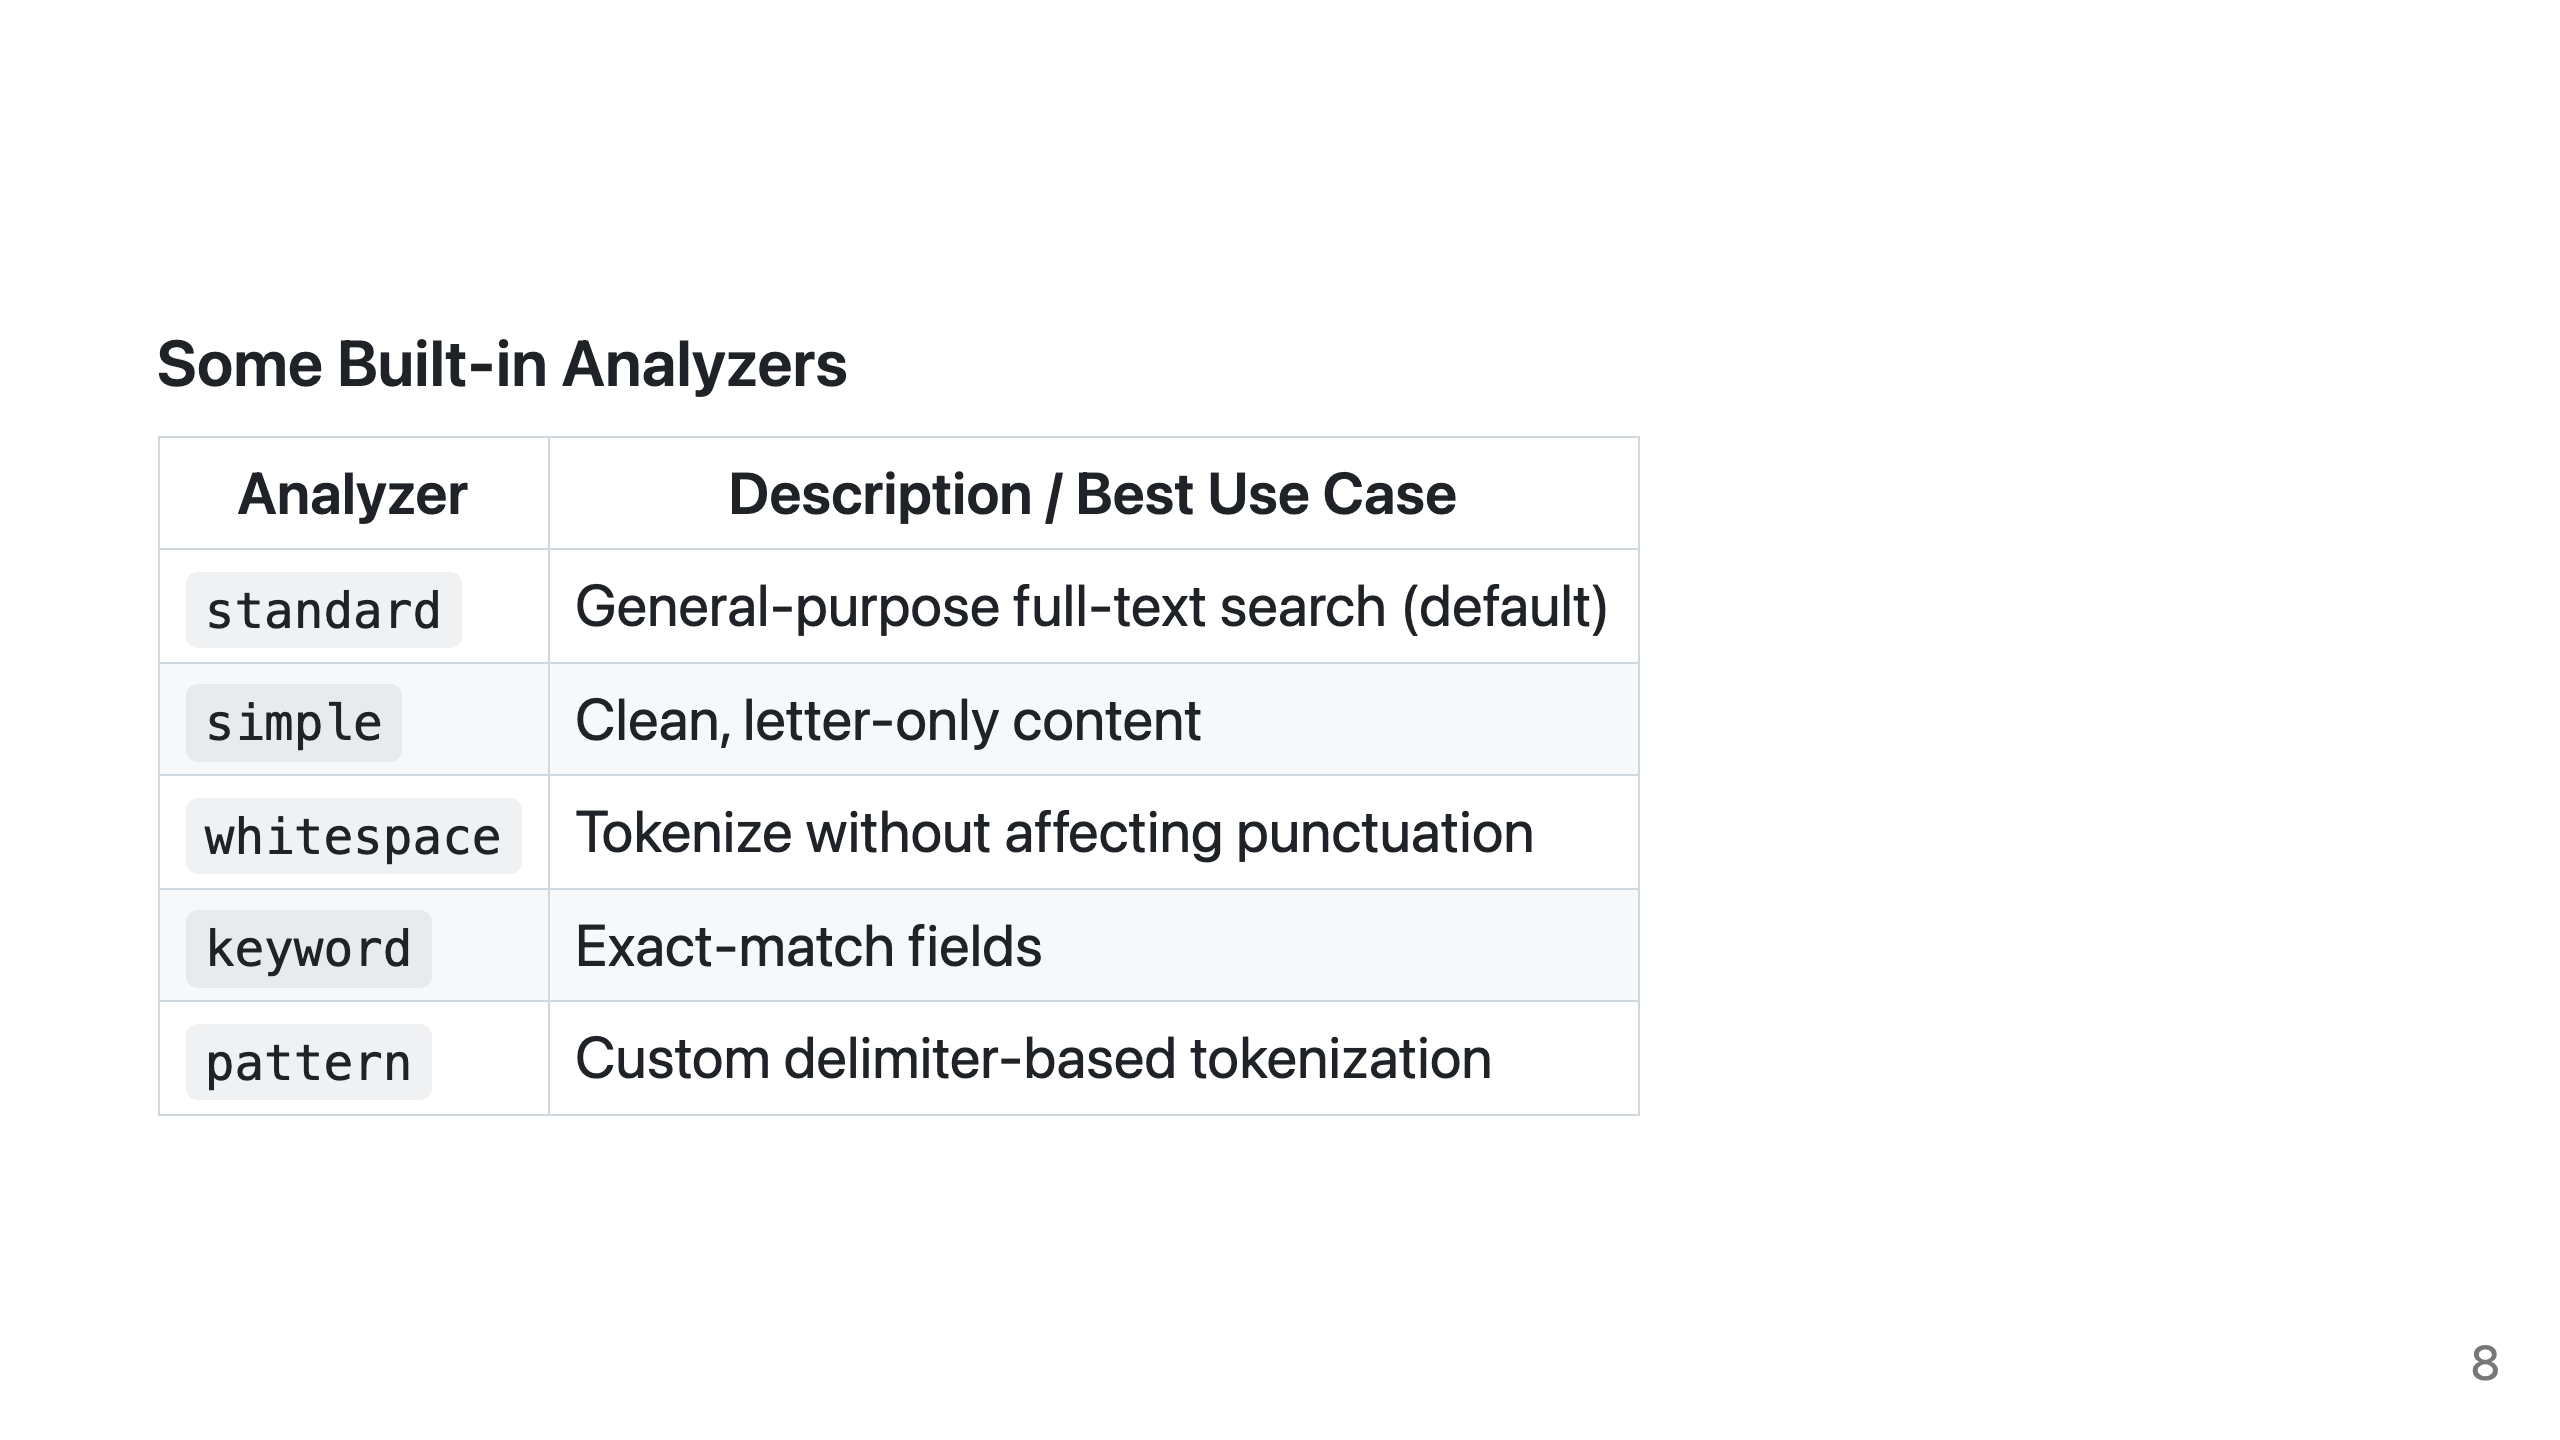 Some Built-in Analyzers
Analyzer Description / Best Use Case
standard General-purpose full-text search (default)
simple Clean, letter-only content
whitespace Tokenize without affecting punctuation
keyword Exact-match fields
pattern Custom delimiter-based tokenization
8